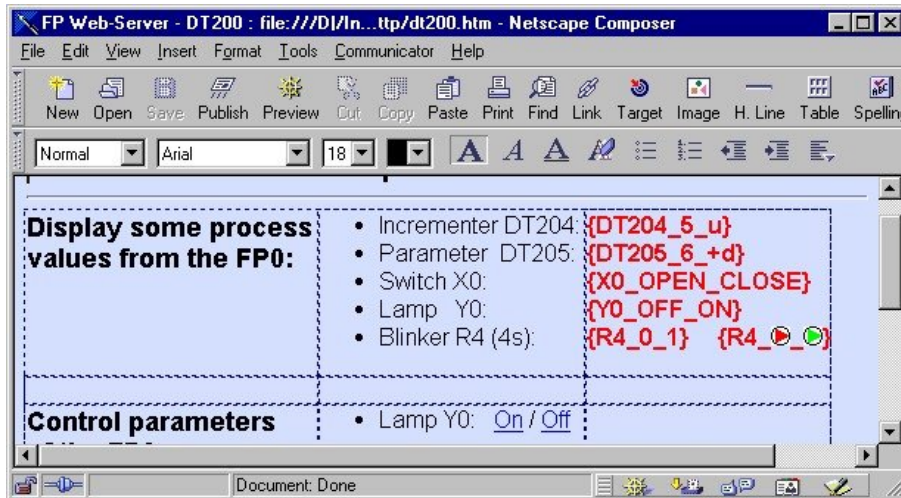 FP Web-Server - DT200 : file:///D|/In...ttp/dt200.htm - Netscape Composer
File Edit View Insert Format Tools Communicator Help
New Open Save Publish Preview Cut Copy Paste Print Find Link Target Image H. Line Table Spellin
Normal Arial 18 A A A
Display some process
values from the FP0:
• Incrementer DT204: {DT204_5_u}
• Parameter DT205: {DT205_6_+d}
• Switch X0: {X0_OPEN_CLOSE}
• Lamp Y0: {Y0_OFF_ON}
• Blinker R4 (4s): {R4_0_1} {R4_ _ }
Control parameters
• Lamp Y0: On / Off
Document: Done